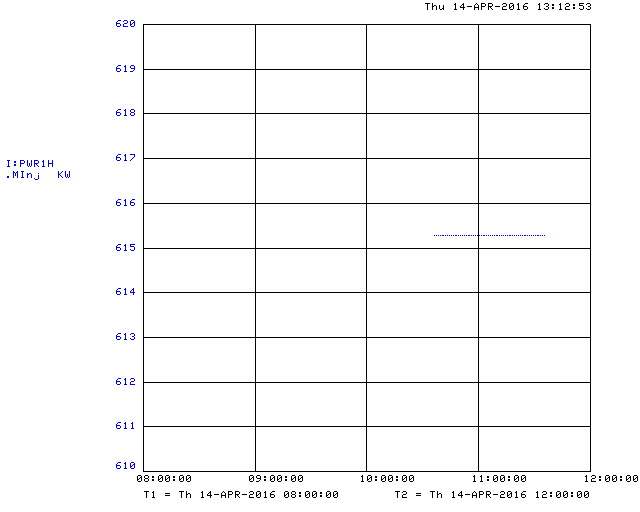 Thu 14-APR-2016 13:12:53
620
619
618
617
I:PWR1H
.MInj KW
616
615
614
613
612
611
610
08:00:00 09:00:00 10:00:00 11:00:00 12:00:00
T1 = Th 14-APR-2016 08:00:00 T2 = Th 14-APR-2016 12:00:00